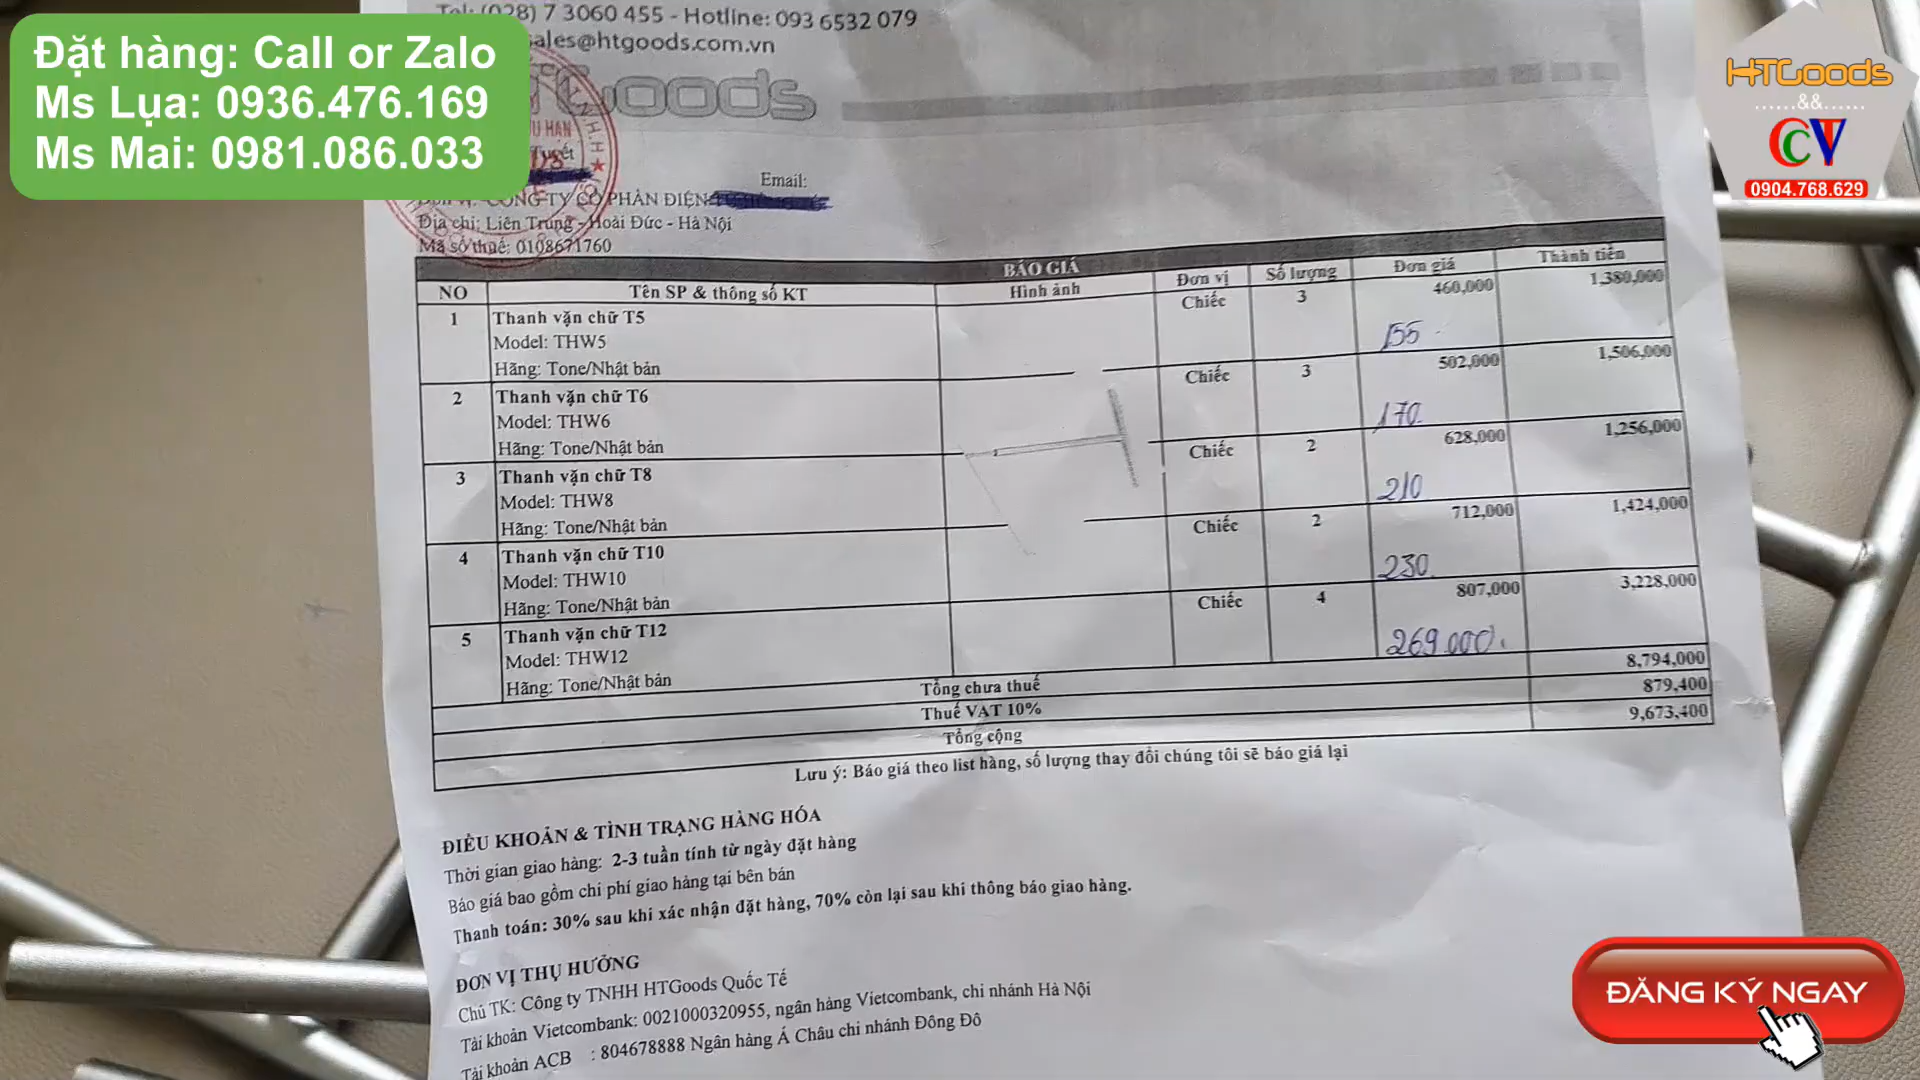 Tel: (028) 7 3060 455 - Hotline: 093 6532 079
sales@htgoods.com.vn
HTGoods
Đặt hàng: Call or Zalo
Ms Lụa: 0936.476.169
Ms Mai: 0981.086.033
HTGoods
......&&......
CCVT
0904.768.629
ỮU HẠN
Tuyết
Email:
CÔNG TY CỔ PHẦN ĐIỆN
Địa chỉ: Liên Trung - Hoài Đức - Hà Nội
Mã số thuế: 0108671760
BÁO GIÁ
NO Tên SP & thông số KT Hình ảnh Đơn vị Số lượng Đơn giá Thành tiền
1 Thanh vặn chữ T5 Chiếc 3 460,000 1,380,000
Model: THW5 155
Hãng: Tone/Nhật bản
2 Thanh vặn chữ T6 Chiếc 3 502,000 1,506,000
Model: THW6 170
Hãng: Tone/Nhật bản
3 Thanh vặn chữ T8 Chiếc 2 628,000 1,256,000
Model: THW8 210
Hãng: Tone/Nhật bản
4 Thanh vặn chữ T10 Chiếc 2 712,000 1,424,000
Model: THW10 230
Hãng: Tone/Nhật bản
5 Thanh vặn chữ T12 Chiếc 4 807,000 3,228,000
Model: THW12 269.000
Hãng: Tone/Nhật bản
Tổng chưa thuế 8,794,000
Thuế VAT 10% 879,400
Tổng cộng 9,673,400
Lưu ý: Báo giá theo list hàng, số lượng thay đổi chúng tôi sẽ báo giá lại
ĐIỀU KHOẢN & TÌNH TRẠNG HÀNG HÓA
Thời gian giao hàng: 2-3 tuần tính từ ngày đặt hàng
Báo giá bao gồm chi phí giao hàng tại bên bán
Thanh toán: 30% sau khi xác nhận đặt hàng, 70% còn lại sau khi thông báo giao hàng.
ĐƠN VỊ THỤ HƯỞNG
Chủ TK: Công ty TNHH HTGoods Quốc Tế
Tài khoản Vietcombank: 0021000320955, ngân hàng Vietcombank, chi nhánh Hà Nội
Tài khoản ACB : 804678888 Ngân hàng Á Châu chi nhánh Đông Đô
ĐĂNG KÝ NGAY